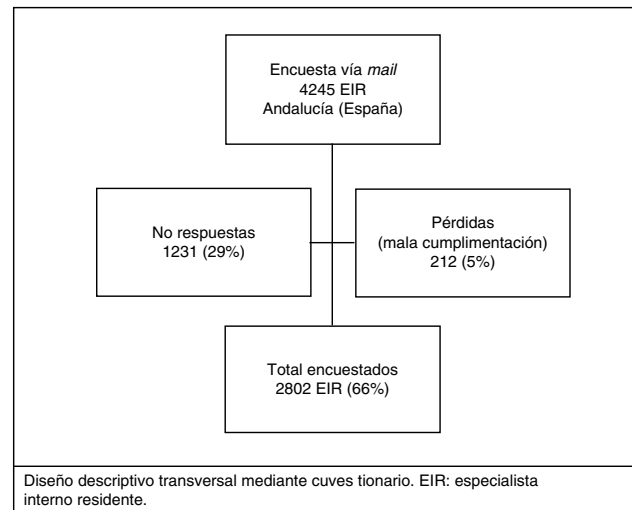 Encuesta vía mail
4245 EIR
Andalucía (España)
No respuestas
1231 (29%)
Pérdidas
(mala cumplimentación)
212 (5%)
Total encuestados
2802 EIR (66%)
Diseño descriptivo transversal mediante cuves tionario. EIR: especialista
interno residente.